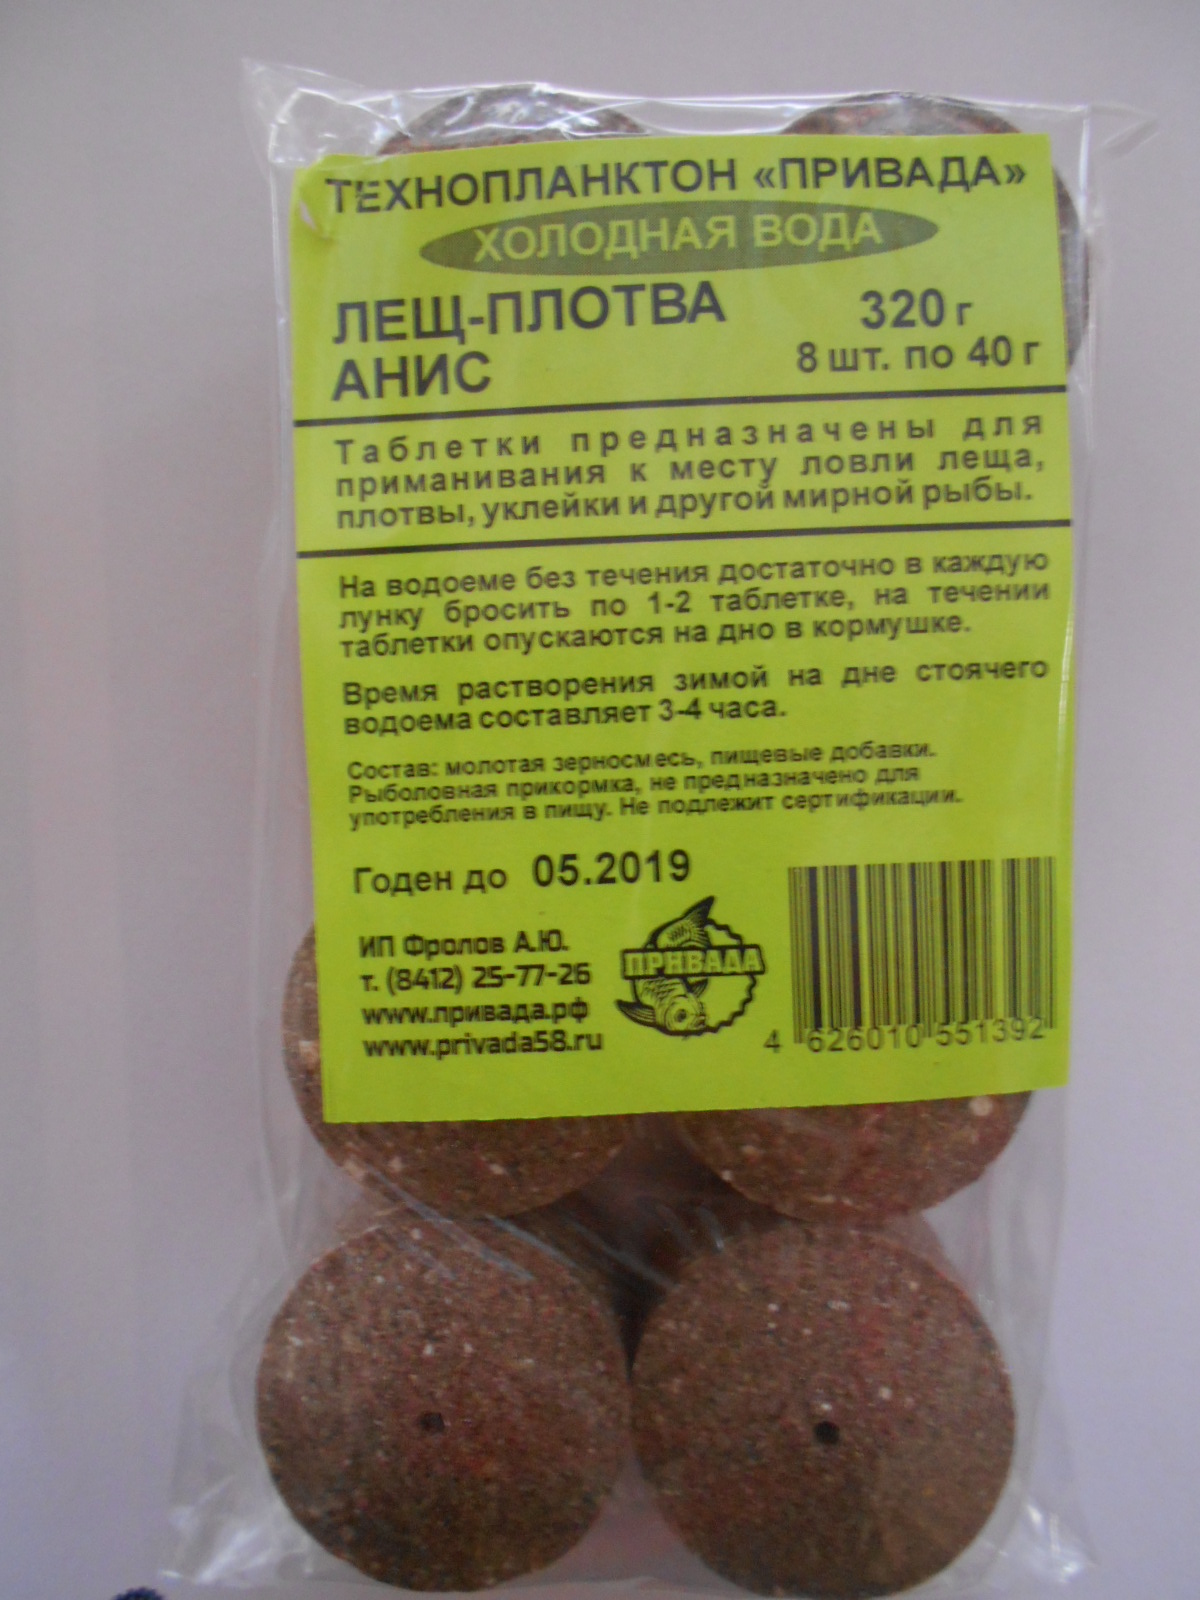 ТЕХНОПЛАНКТОН «ПРИВАДА»
ХОЛОДНАЯ ВОДА
ЛЕЩ-ПЛОТВА 320 г
АНИС 8 шт. по 40 г
Таблетки предназначены для
приманивания к месту ловли леща,
плотвы, уклейки и другой мирной рыбы.
На водоеме без течения достаточно в каждую
лунку бросить по 1-2 таблетке, на течении
таблетки опускаются на дно в кормушке.
Время растворения зимой на дне стоячего
водоема составляет 3-4 часа.
Состав: молотая зерносмесь, пищевые добавки.
Рыболовная прикормка, не предназначено для
употребления в пищу. Не подлежит сертификации.
Годен до 05.2019
ИП Фролов А.Ю.
т. (8412) 25-77-26
www.привада.рф
www.privada58.ru
ПРИВАДА
4 626010 551392